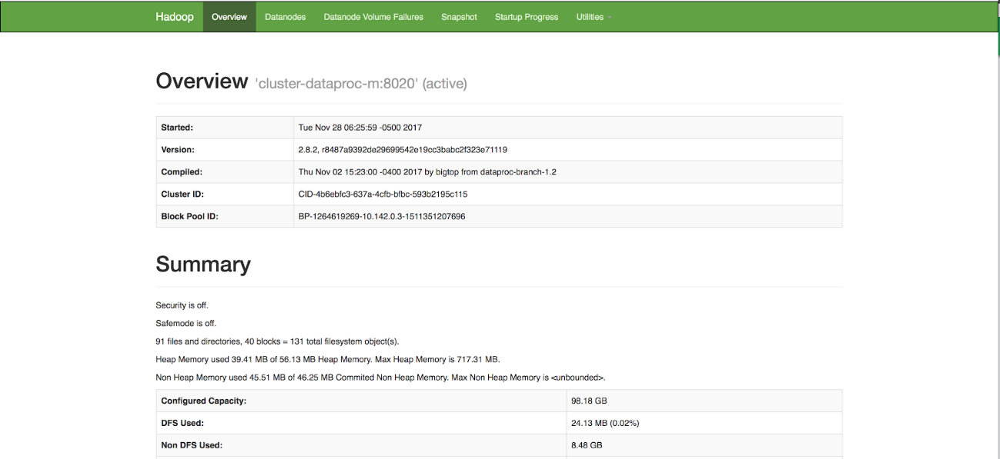 Hadoop Overview Datanodes Datanode Volume Failures Snapshot Startup Progress Utilities
Overview 'cluster-dataproc-m:8020' (active)
Started: Tue Nov 28 06:25:59 -0500 2017
Version: 2.8.2, r8487a9392de29699542e19cc3babc2f323e71119
Compiled: Thu Nov 02 15:23:00 -0400 2017 by bigtop from dataproc-branch-1.2
Cluster ID: CID-4b6ebfc3-637a-4cfb-bfbc-593b2195c115
Block Pool ID: BP-1264619269-10.142.0.3-1511351207696
Summary
Security is off.
Safemode is off.
91 files and directories, 40 blocks = 131 total filesystem object(s).
Heap Memory used 39.41 MB of 56.13 MB Heap Memory. Max Heap Memory is 717.31 MB.
Non Heap Memory used 45.51 MB of 46.25 MB Commited Non Heap Memory. Max Non Heap Memory is <unbounded>.
Configured Capacity: 98.18 GB
DFS Used: 24.13 MB (0.02%)
Non DFS Used: 8.48 GB